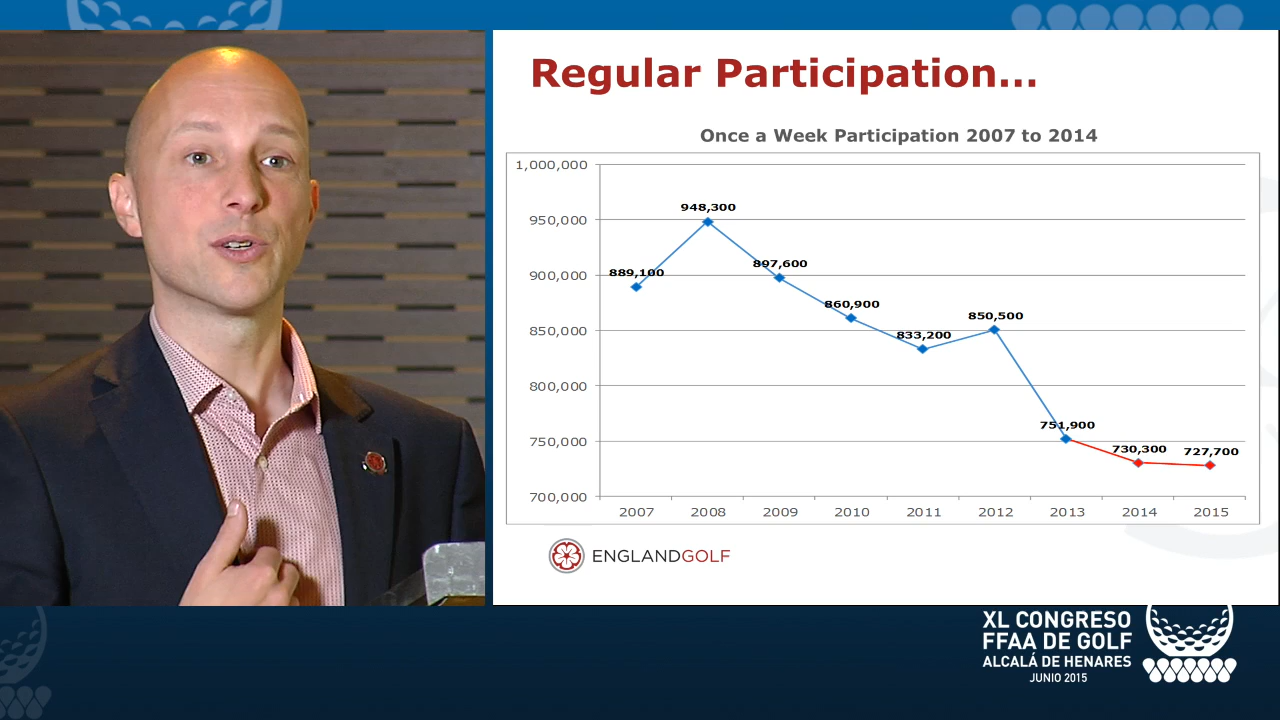 Regular Participation...
Once a Week Participation 2007 to 2014
1,000,000
950,000
900,000
850,000
800,000
750,000
700,000
889,100
948,300
897,600
860,900
833,200
850,500
751,900
730,300
727,700
2007 2008 2009 2010 2011 2012 2013 2014 2015
ENGLANDGOLF
XL CONGRESO
FFAA DE GOLF
ALCALÁ DE HENARES
JUNIO 2015